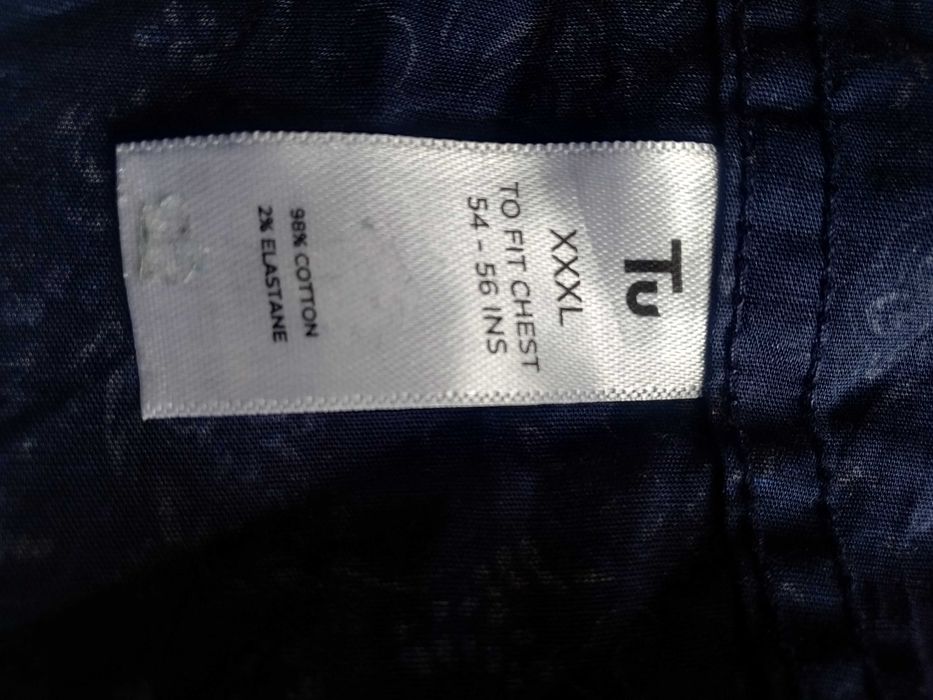 Tu
XXXL
TO FIT CHEST
54 - 56 INS
98% COTTON
2% ELASTANE